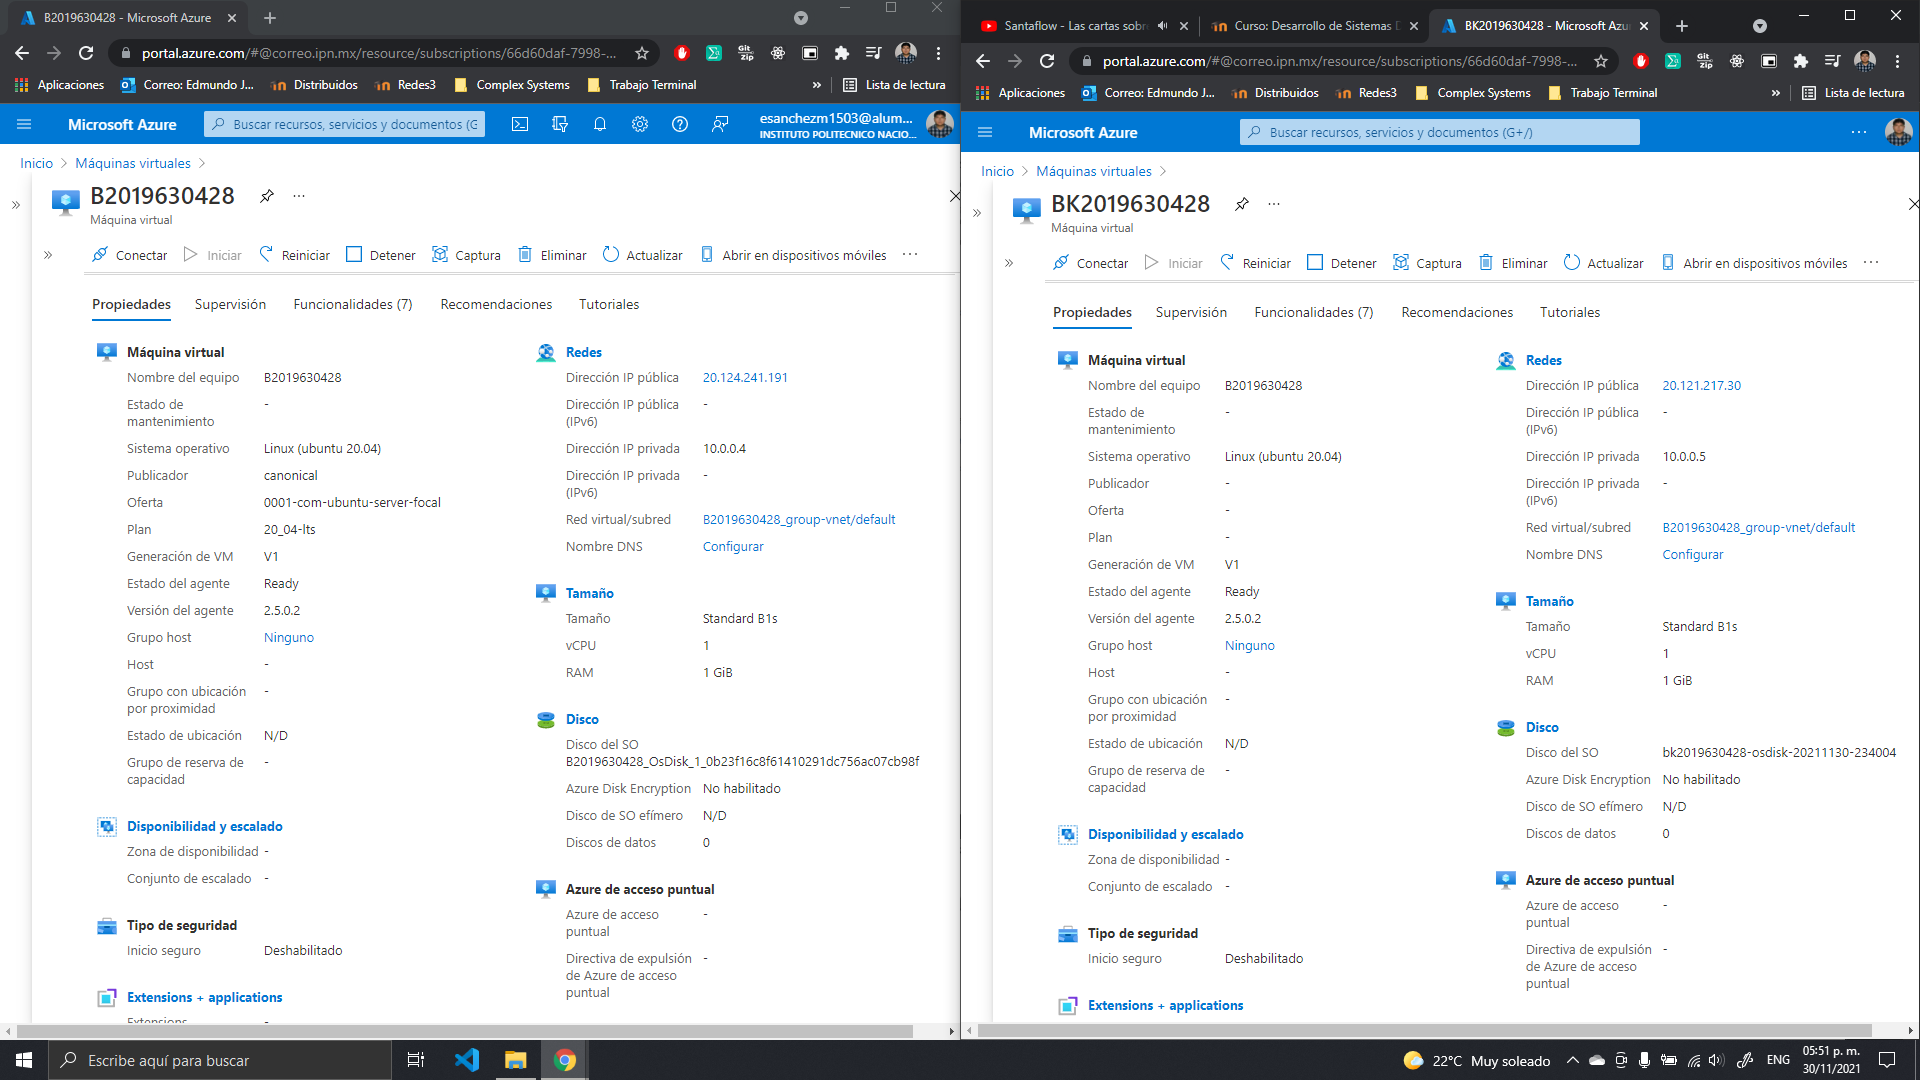 B2019630428 - Microsoft Azure
portal.azure.com/#@correo.ipn.mx/resource/subscriptions/66d60daf-7998-...
Aplicaciones
Correo: Edmundo J...
Distribuidos
Redes3
Complex Systems
Trabajo Terminal
»
Lista de lectura
Microsoft Azure
Buscar recursos, servicios y documentos (G
esanchezm1503@alum...
INSTITUTO POLITECNICO NACIO...
Inicio > Máquinas virtuales >
B2019630428
...
Máquina virtual
Conectar
Iniciar
Reiniciar
Detener
Captura
Eliminar
Actualizar
Abrir en dispositivos móviles
...
Propiedades
Supervisión
Funcionalidades (7)
Recomendaciones
Tutoriales
Máquina virtual
Nombre del equipo B2019630428
Estado de mantenimiento -
Sistema operativo Linux (ubuntu 20.04)
Publicador canonical
Oferta 0001-com-ubuntu-server-focal
Plan 20_04-lts
Generación de VM V1
Estado del agente Ready
Versión del agente 2.5.0.2
Grupo host Ninguno
Host -
Grupo con ubicación por proximidad -
Estado de ubicación N/D
Grupo de reserva de capacidad -
Disponibilidad y escalado
Zona de disponibilidad -
Conjunto de escalado -
Tipo de seguridad
Inicio seguro Deshabilitado
Extensions + applications
Extensions -
Redes
Dirección IP pública 20.124.241.191
Dirección IP pública (IPv6) -
Dirección IP privada 10.0.0.4
Dirección IP privada (IPv6) -
Red virtual/subred B2019630428_group-vnet/default
Nombre DNS Configurar
Tamaño
Tamaño Standard B1s
vCPU 1
RAM 1 GiB
Disco
Disco del SO
B2019630428_OsDisk_1_0b23f16c8f61410291dc756ac07cb98f
Azure Disk Encryption No habilitado
Disco de SO efímero N/D
Discos de datos 0
Azure de acceso puntual
Azure de acceso puntual -
Directiva de expulsión de Azure de acceso puntual -
Santaflow - Las cartas sobr
Curso: Desarrollo de Sistemas D
BK2019630428 - Microsoft Azu
portal.azure.com/#@correo.ipn.mx/resource/subscriptions/66d60daf-7998-...
Aplicaciones
Correo: Edmundo J...
Distribuidos
Redes3
Complex Systems
Trabajo Terminal
»
Lista de lectura
Microsoft Azure
Buscar recursos, servicios y documentos (G+/)
...
Inicio > Máquinas virtuales >
BK2019630428
...
Máquina virtual
Conectar
Iniciar
Reiniciar
Detener
Captura
Eliminar
Actualizar
Abrir en dispositivos móviles
...
Propiedades
Supervisión
Funcionalidades (7)
Recomendaciones
Tutoriales
Máquina virtual
Nombre del equipo B2019630428
Estado de mantenimiento -
Sistema operativo Linux (ubuntu 20.04)
Publicador -
Oferta -
Plan -
Generación de VM V1
Estado del agente Ready
Versión del agente 2.5.0.2
Grupo host Ninguno
Host -
Grupo con ubicación por proximidad -
Estado de ubicación N/D
Grupo de reserva de capacidad -
Disponibilidad y escalado
Zona de disponibilidad -
Conjunto de escalado -
Tipo de seguridad
Inicio seguro Deshabilitado
Extensions + applications
Redes
Dirección IP pública 20.121.217.30
Dirección IP pública (IPv6) -
Dirección IP privada 10.0.0.5
Dirección IP privada (IPv6) -
Red virtual/subred B2019630428_group-vnet/default
Nombre DNS Configurar
Tamaño
Tamaño Standard B1s
vCPU 1
RAM 1 GiB
Disco
Disco del SO bk2019630428-osdisk-20211130-234004
Azure Disk Encryption No habilitado
Disco de SO efímero N/D
Discos de datos 0
Azure de acceso puntual
Azure de acceso puntual -
Directiva de expulsión de Azure de acceso puntual -
Escribe aquí para buscar
22°C Muy soleado
ENG
05:51 p. m.
30/11/2021